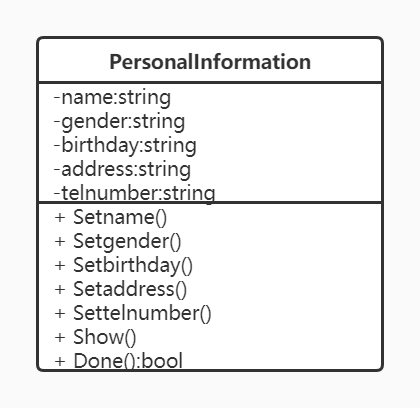 PersonalInformation
-name:string
-gender:string
-birthday:string
-address:string
-telnumber:string
+ Setname()
+ Setgender()
+ Setbirthday()
+ Setaddress()
+ Settelnumber()
+ Show()
+ Done():bool